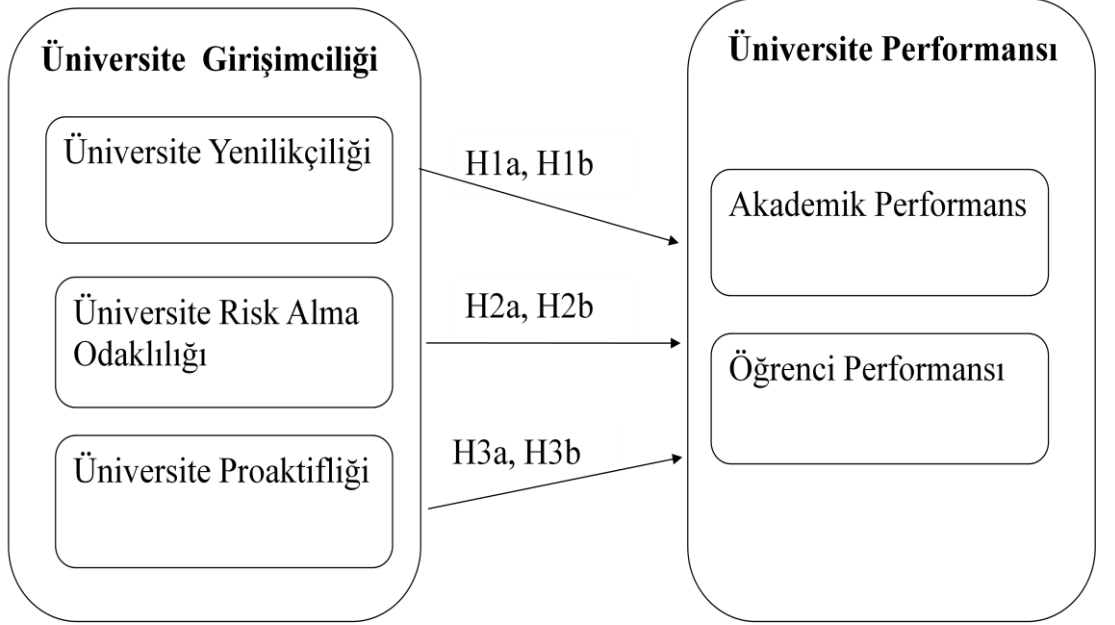 Üniversite Girişimciliği
Üniversite Yenilikçiliği
Üniversite Risk Alma
Odaklılığı
Üniversite Proaktifliği
H1a, H1b
H2a, H2b
H3a, H3b
Üniversite Performansı
Akademik Performans
Öğrenci Performansı